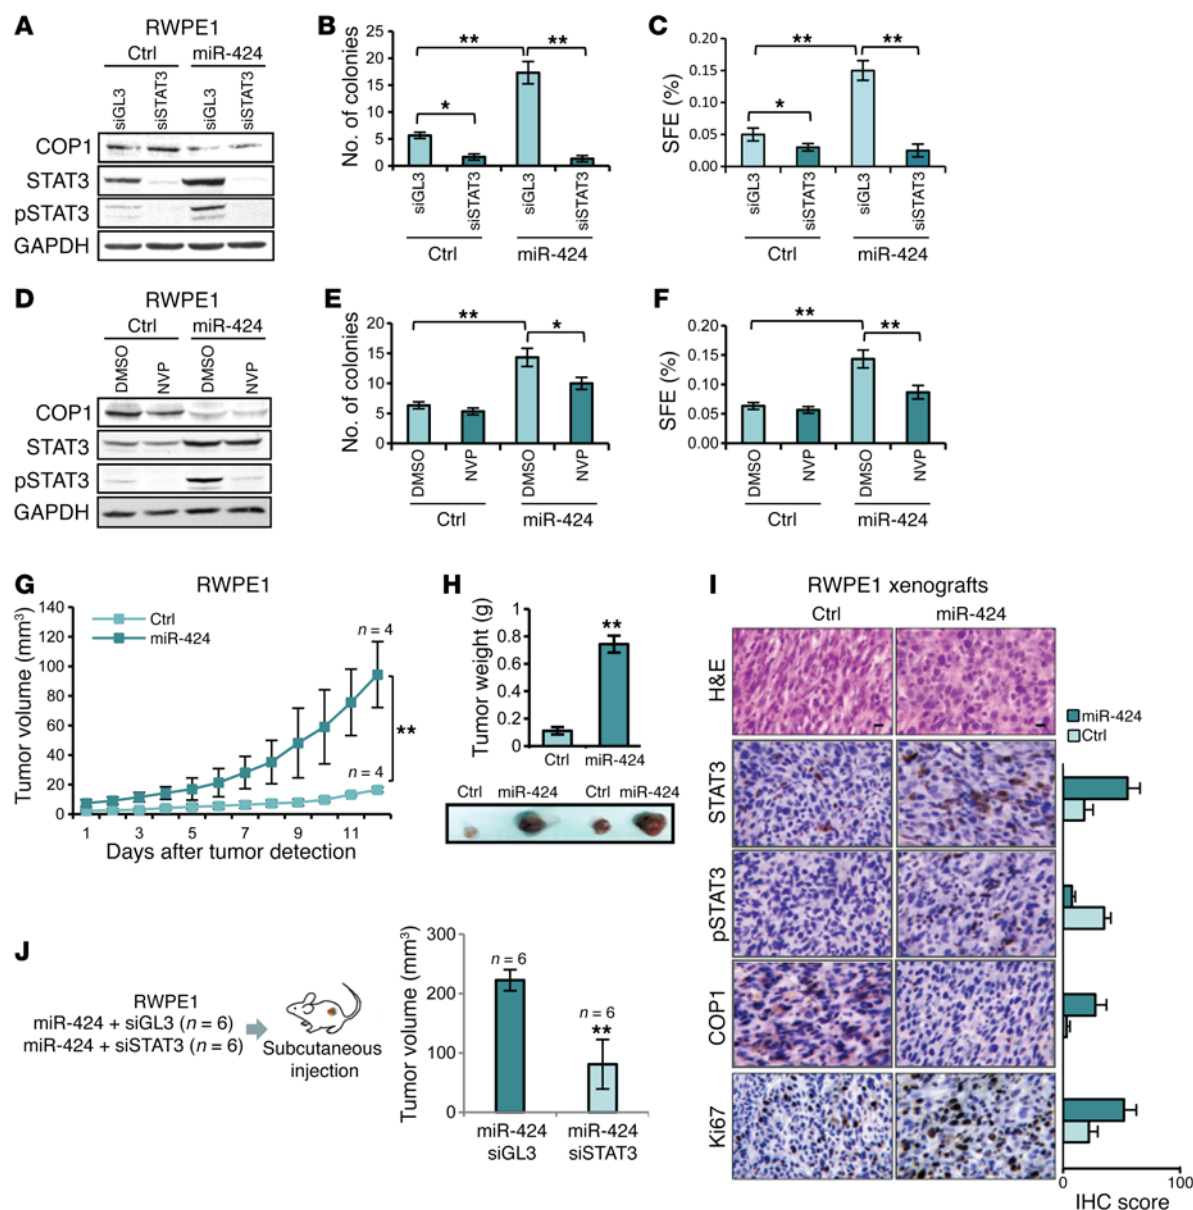 A
RWPE1
Ctrl miR-424
siGL3 siSTAT3 siGL3 siSTAT3
COP1
STAT3
pSTAT3
GAPDH
B
No. of colonies
25
20
15
10
5
0
** **
*
siGL3 siSTAT3 siGL3 siSTAT3
Ctrl miR-424
C
SFE (%)
0.20
0.15
0.10
0.05
0.00
** **
*
siGL3 siSTAT3 siGL3 siSTAT3
Ctrl miR-424
D
RWPE1
Ctrl miR-424
DMSO NVP DMSO NVP
COP1
STAT3
pSTAT3
GAPDH
E
No. of colonies
20
15
10
5
0
** *
DMSO NVP DMSO NVP
Ctrl miR-424
F
SFE (%)
0.20
0.15
0.10
0.05
0.00
** **
DMSO NVP DMSO NVP
Ctrl miR-424
G
RWPE1
Tumor volume (mm³)
140
120
100
80
60
40
20
0
Ctrl
miR-424
n = 4
**
n = 4
1 3 5 7 9 11
Days after tumor detection
H
Tumor weight (g)
1
0.8
0.6
0.4
0.2
0
**
Ctrl miR-424
Ctrl miR-424 Ctrl miR-424
I
RWPE1 xenografts
Ctrl miR-424
H&E
STAT3
pSTAT3
COP1
Ki67
miR-424
Ctrl
0 100
IHC score
J
RWPE1
miR-424 + siGL3 (n = 6)
miR-424 + siSTAT3 (n = 6)
Subcutaneous
injection
Tumor volume (mm³)
300
200
100
0
n = 6
n = 6
**
miR-424 miR-424
siGL3 siSTAT3